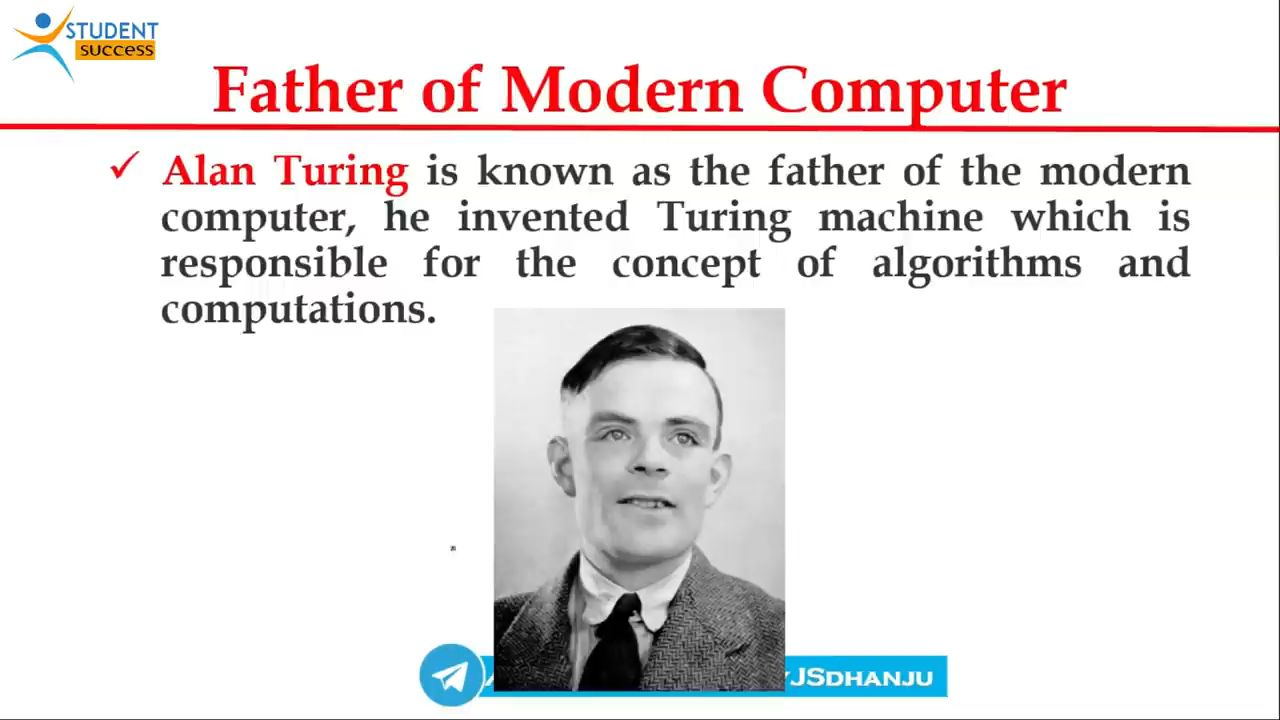 STUDENT
success
Father of Modern Computer
✓ Alan Turing is known as the father of the modern
computer, he invented Turing machine which is
responsible for the concept of algorithms and
computations.
JSDHANJU